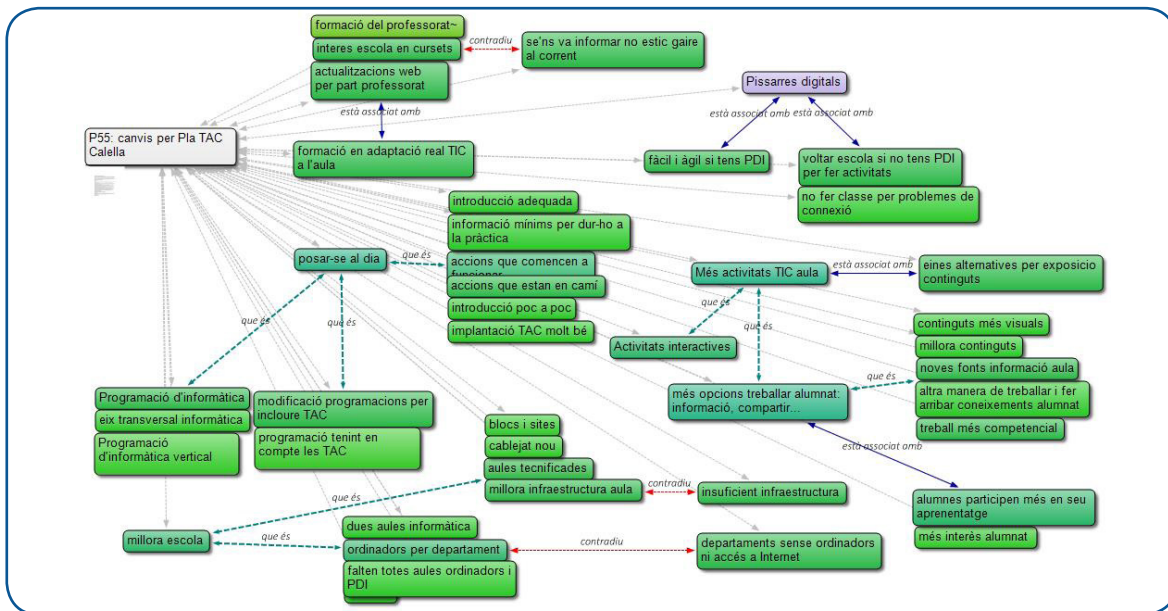 formació del professorat~
interes escola en cursets
actualitzacions web
per part professorat
contradiu
se'ns va informar no estic gaire
al corrent
està associat amb
Pissarres digitals
està associat amb
P55: canvis per Pla TAC
Calella
formació en adaptació real TIC
a l'aula
fàcil i àgil si tens PDI
voltar escola si no tens PDI
per fer activitats
no fer classe per problemes de
connexió
introducció adequada
informació mínims per dur-ho a
la pràctica
posar-se al dia
que és
accions que comencen a
funcionar
accions que estan en camí
introducció poc a poc
implantació TAC molt bé
Més activitats TIC aula
està associat amb
eines alternatives per exposicio
continguts
que és
que és
que és
que és
Activitats interactives
continguts més visuals
millora continguts
noves fonts informació aula
altra manera de treballar i fer
arribar coneixements alumnat
treball més competencial
més opcions treballar alumnat:
informació, compartir...
que és
està associat amb
Programació d'informàtica
eix transversal informàtica
Programació
d'informàtica vertical
modificació programacions per
incloure TAC
programació tenint en
compte les TAC
blocs i sites
cablejat nou
aules tecnificades
millora infraestructura aula
contradiu
insuficient infraestructura
que és
alumnes participen més en seu
aprenentatge
més interés alumnat
millora escola
que és
dues aules informàtica
ordinadors per departament
falten totes aules ordinadors i
PDI
contradiu
departaments sense ordinadors
ni accés a Internet